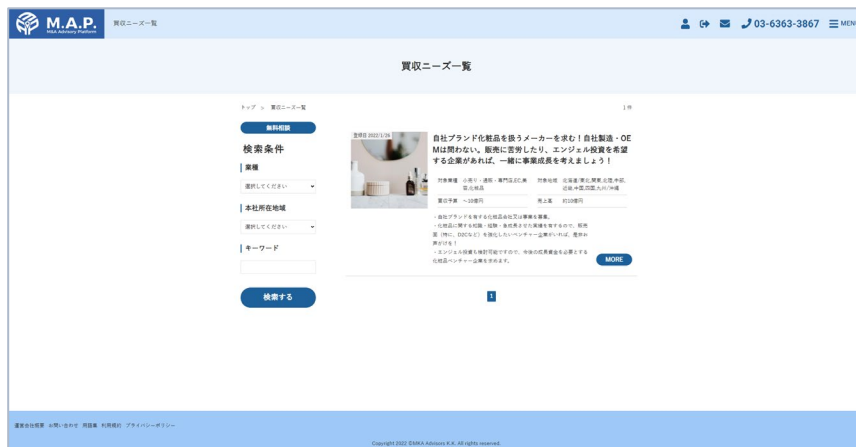 M.A.P.
M&A Advisory Platform
買収ニーズ一覧
03-6363-3867
MENU
買収ニーズ一覧
トップ > 買収ニーズ一覧
1件
無料相談
検索条件
業種
選択してください
本社所在地域
選択してください
キーワード
検索する
登録日 2022/1/26
自社ブランド化粧品を扱うメーカーを求む!自社製造・OE
Mは問わない。販売に苦労し
たり、エンジェル投資を希望
する企業があれば、一緒に事業成長を考えましょう!
対象業種 小売り・通販・専門店,EC,美
容,化粧品
対象地域 北海道/東北,関東,北陸,中部,
近畿,中国,四国,九州/沖縄
買収予算 ~10億円
売上高 約10億円
・自社ブランドを有する化粧品会社又は事業を募集。
・化粧品に関する知識・経験・急成長させた実績を有するので、販売
面(特に、D2Cなど)を強化したいベンチャー企業がいれば、是非お
声がけを!
・エンジェル投資も検討可能ですので、今後の成長資金を必要とする
化粧品ベンチャー企業を求めます。
MORE
1
運営会社概要 お問い合わせ 用語集 利用規約 プライバシーポリシー
Copyright 2022 ©MKA Advisors K.K. All rights reserved.